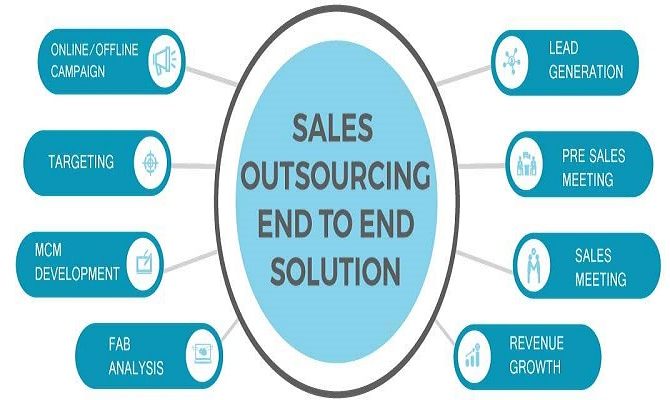 ONLINE/OFFLINE
CAMPAIGN
TARGETING
MCM
DEVELOPMENT
FAB
ANALYSIS
SALES
OUTSOURCING
END TO END
SOLUTION
LEAD
GENERATION
PRE SALES
MEETING
SALES
MEETING
REVENUE
GROWTH